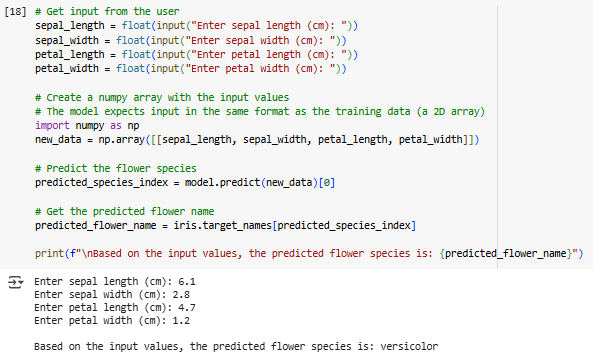 [18] # Get input from the user
sepal_length = float(input("Enter sepal length (cm): "))
sepal_width = float(input("Enter sepal width (cm): "))
petal_length = float(input("Enter petal length (cm): "))
petal_width = float(input("Enter petal width (cm): "))
# Create a numpy array with the input values
# The model expects input in the same format as the training data (a 2D array)
import numpy as np
new_data = np.array([[sepal_length, sepal_width, petal_length, petal_width]])
# Predict the flower species
predicted_species_index = model.predict(new_data)[0]
# Get the predicted flower name
predicted_flower_name = iris.target_names[predicted_species_index]
print(f"\nBased on the input values, the predicted flower species is: {predicted_flower_name}")
Enter sepal length (cm): 6.1
Enter sepal width (cm): 2.8
Enter petal length (cm): 4.7
Enter petal width (cm): 1.2
Based on the input values, the predicted flower species is: versicolor